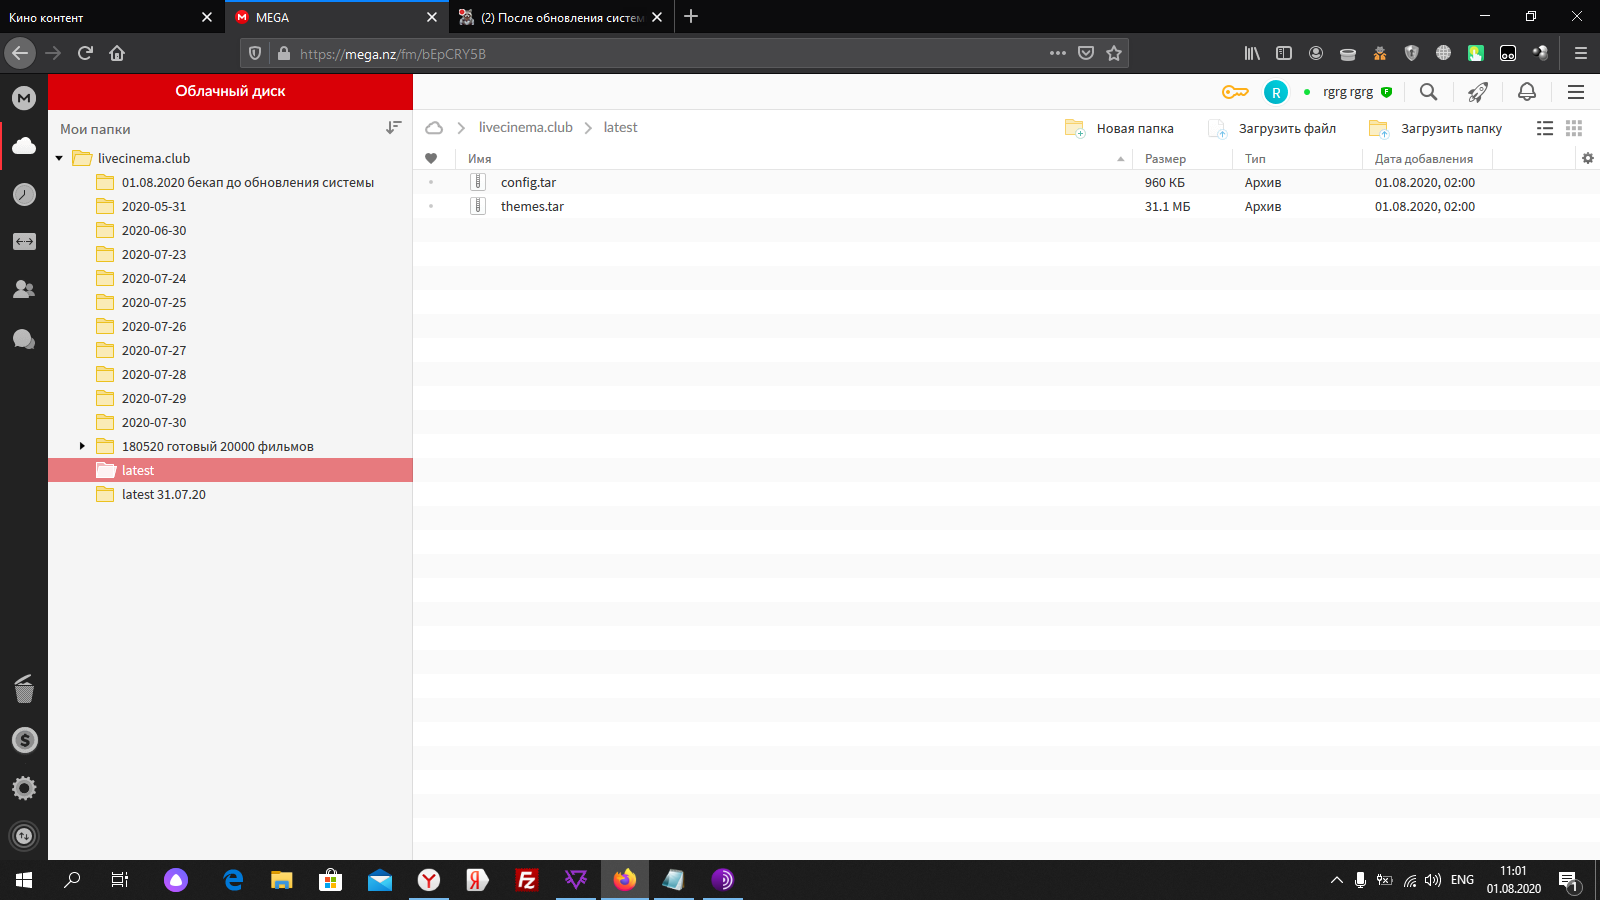 Кино контент
MEGA
(2) После обновления систем
https://mega.nz/fm/bEpCRY5B
Облачный диск
R
rgrg rgrg
Мои папки
livecinema.club
latest
Новая папка
Загрузить файл
Загрузить папку
Имя
Размер
Тип
Дата добавления
livecinema.club
01.08.2020 бекап до обновления системы
2020-05-31
2020-06-30
2020-07-23
2020-07-24
2020-07-25
2020-07-26
2020-07-27
2020-07-28
2020-07-29
2020-07-30
180520 готовый 20000 фильмов
latest
latest 31.07.20
config.tar
960 КБ
Архив
01.08.2020, 02:00
themes.tar
31.1 МБ
Архив
01.08.2020, 02:00
ENG
11:01
01.08.2020
1